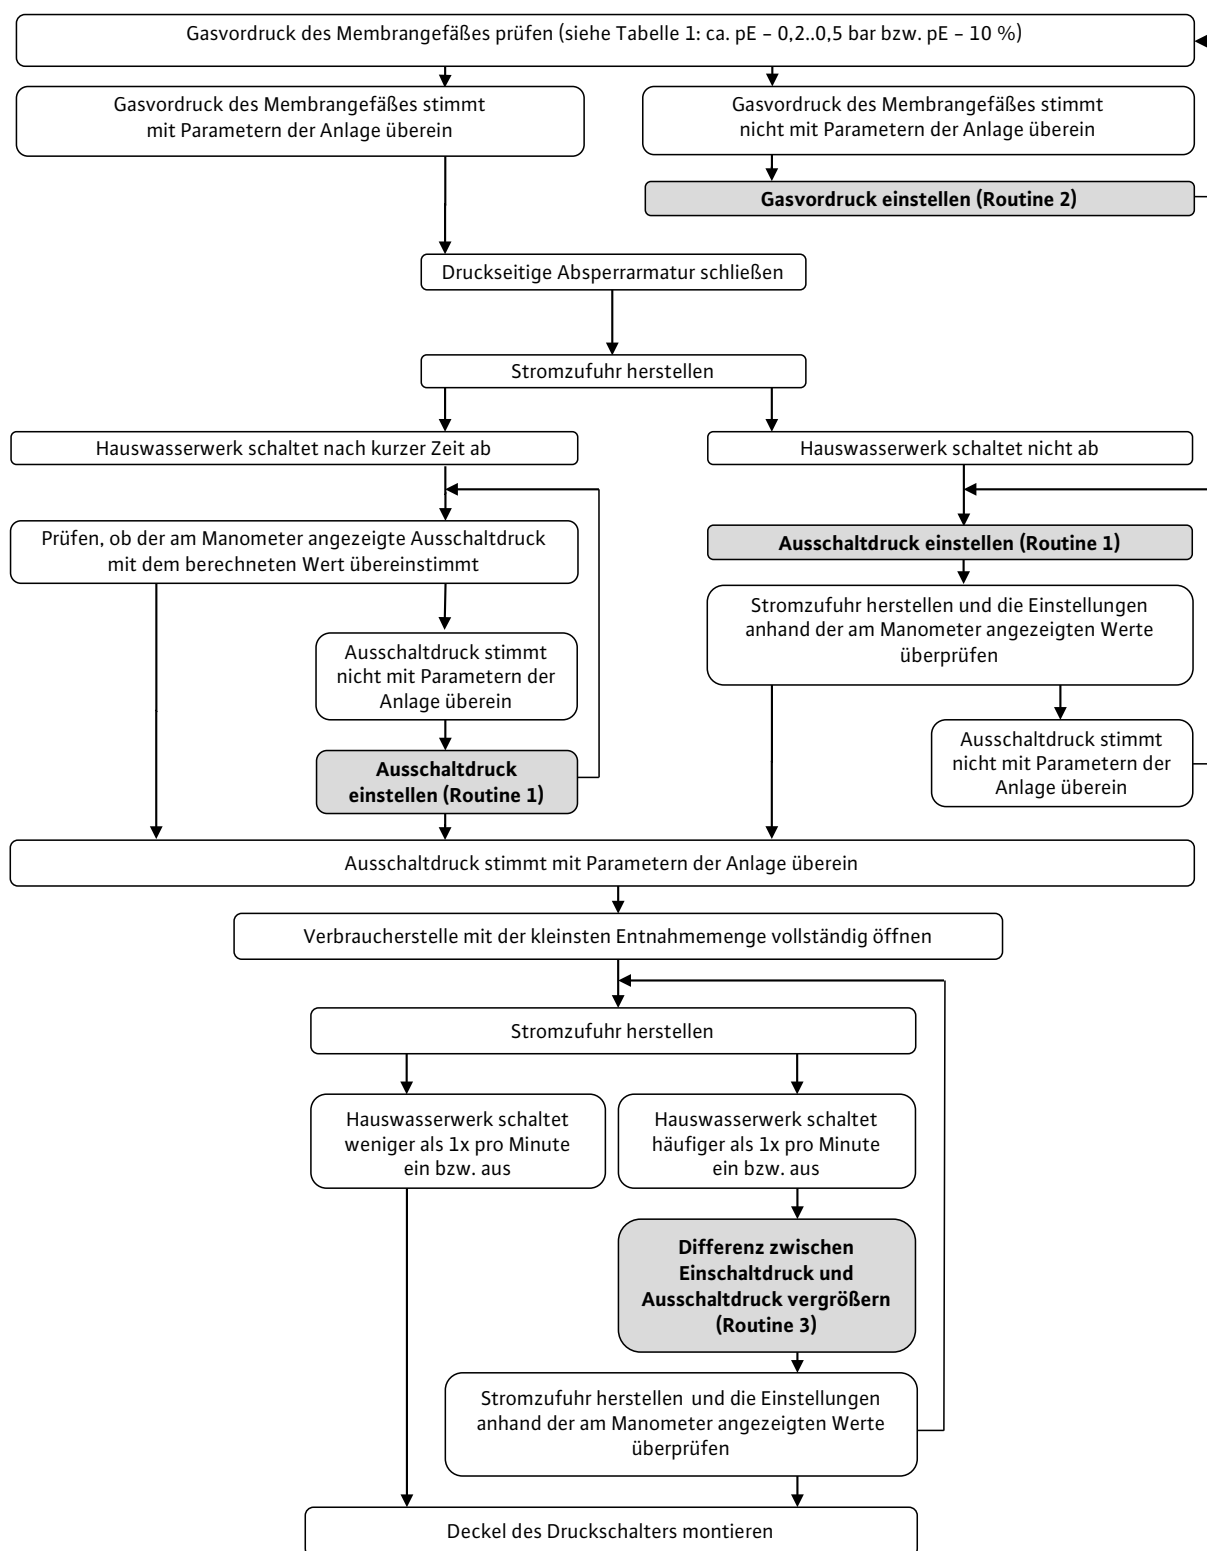 Gasvordruck des Membrangefäßes prüfen (siehe Tabelle 1: ca. pE – 0,2..0,5 bar bzw. pE – 10 %)
Gasvordruck des Membrangefäßes stimmt
mit Parametern der Anlage überein
Gasvordruck des Membrangefäßes stimmt
nicht mit Parametern der Anlage überein
Gasvordruck einstellen (Routine 2)
Druckseitige Absperrarmatur schließen
Stromzufuhr herstellen
Hauswasserwerk schaltet nach kurzer Zeit ab
Hauswasserwerk schaltet nicht ab
Prüfen, ob der am Manometer angezeigte Ausschaltdruck
mit dem berechneten Wert übereinstimmt
Ausschaltdruck einstellen (Routine 1)
Stromzufuhr herstellen und die Einstellungen
anhand der am Manometer angezeigten Werte
überprüfen
Ausschaltdruck stimmt
nicht mit Parametern der
Anlage überein
Ausschaltdruck stimmt
nicht mit Parametern der
Anlage überein
Ausschaltdruck
einstellen (Routine 1)
Ausschaltdruck stimmt mit Parametern der Anlage überein
Verbraucherstelle mit der kleinsten Entnahmemenge vollständig öffnen
Stromzufuhr herstellen
Hauswasserwerk schaltet
weniger als 1x pro Minute
ein bzw. aus
Hauswasserwerk schaltet
häufiger als 1x pro Minute
ein bzw. aus
Differenz zwischen
Einschaltdruck und
Ausschaltdruck vergrößern
(Routine 3)
Stromzufuhr herstellen und die Einstellungen
anhand der am Manometer angezeigten Werte
überprüfen
Deckel des Druckschalters montieren